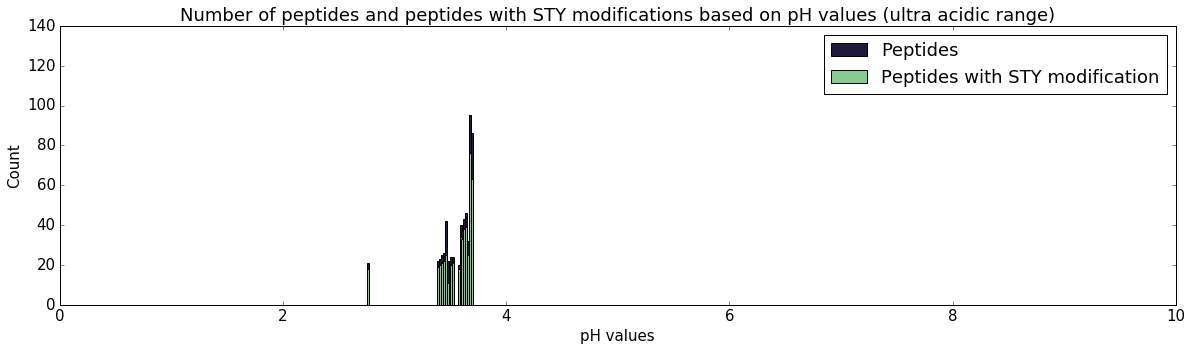 Number of peptides and peptides with STY modifications based on pH values (ultra acidic range)
140
120
100
80
60
40
20
0
Count
Peptides
Peptides with STY modification
0 2 4 6 8 10
pH values